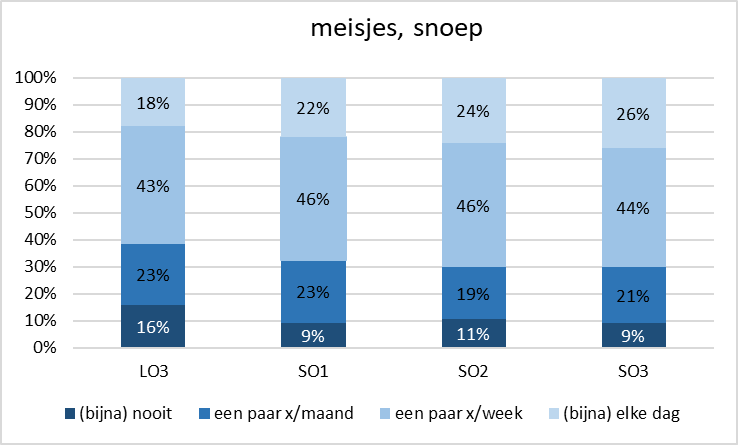 meisjes, snoep
100%
90%
80%
70%
60%
50%
40%
30%
20%
10%
0%
18% 22% 24% 26%
43% 46% 46% 44%
23% 23% 19% 21%
16% 9% 11% 9%
LO3 SO1 SO2 SO3
(bijna) nooit een paar x/maand een paar x/week (bijna) elke dag